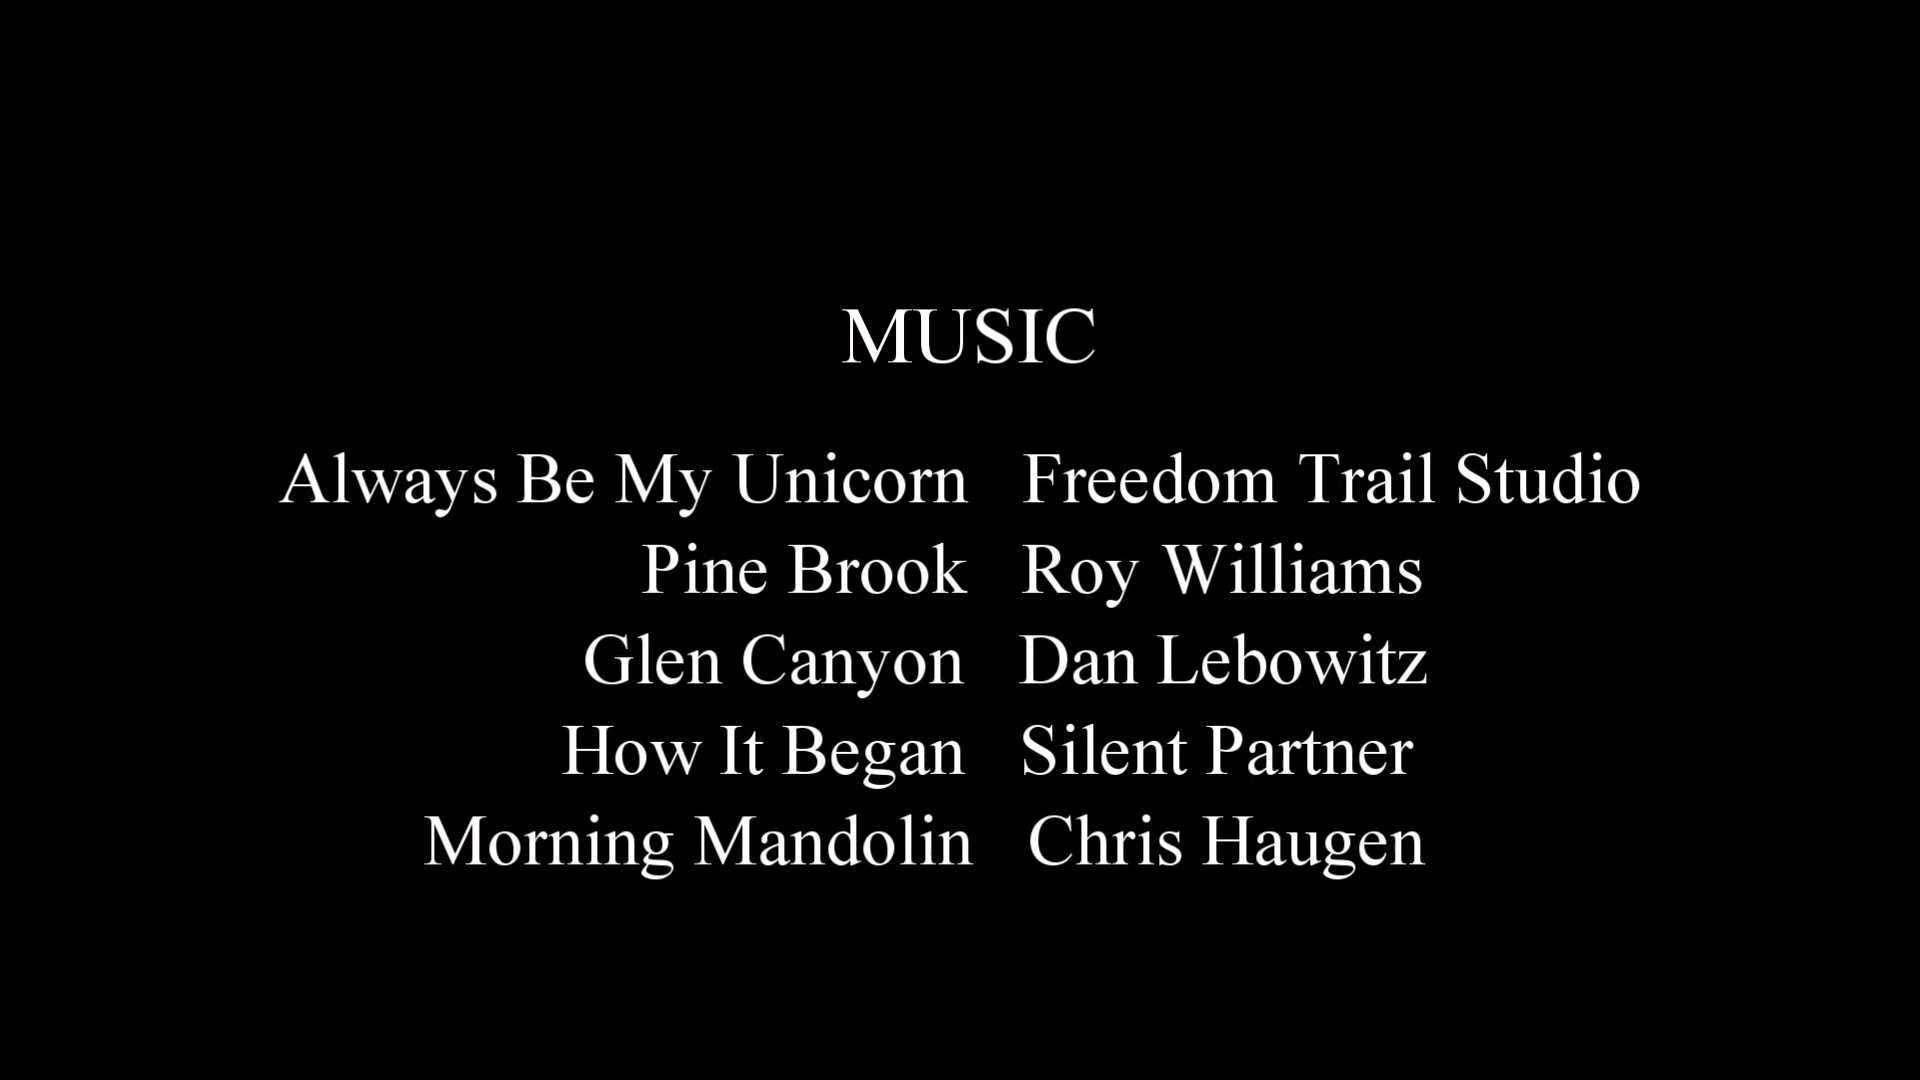 MUSIC
Always Be My Unicorn Freedom Trail Studio
Pine Brook Roy Williams
Glen Canyon Dan Lebowitz
How It Began Silent Partner
Morning Mandolin Chris Haugen